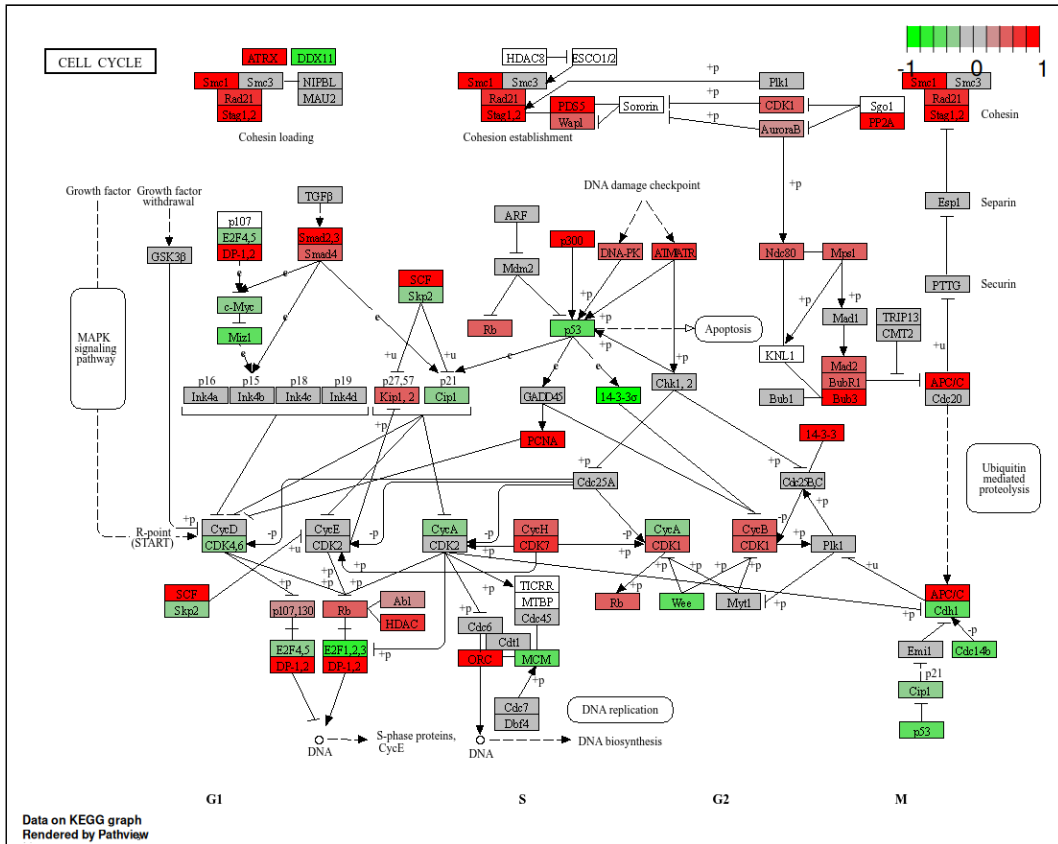 CELL CYCLE
ATRX
DDX11
Smc1
Smc3
NIPBL
Rad21
MAU2
Stag1,2
Cohesin loading
HDAC8
ESCO1/2
Smc1
Smc3
Rad21
Stag1,2
PDS5
Wapl
Sororin
Cohesion establishment
+p
Plk1
+p
CDK1
+p
AuroraB
Sgo1
PP2A
-1
0
1
Smc1
Smc3
Rad21
Stag1,2
Cohesin
Growth factor
Growth factor
withdrawal
GSK3β
p107
E2F4,5
DP-1,2
TGFβ
Smad2,3
Smad4
e
c-Myc
Miz1
e
e
e
SCF
Skp2
+u
+u
ARF
Mdm2
Rb
p300
DNA damage checkpoint
DNA-PK
ATMATR
+p
+p
p53
+p
Apoptosis
e
e
e
+p
+p
Ndc80
Mps1
+p
+p
Mad1
TRIP13
CMT2
KNL1
Mad2
BubR1
Bub3
Bub1
Esp1
Separin
PTTG
Securin
+u
APC/C
Cdc20
MAPK
signaling
pathway
p16
p15
p18
p19
Ink4a
Ink4b
Ink4c
Ink4d
p27,57
Kip1, 2
p21
Cip1
GADD45
14-3-3σ
Chk1, 2
+p
PCNA
14-3-3
+p
+p
Cdc25A
Cdc25B,C
Ubiquitin
mediated
proteolysis
R-point
(START)
+p
CycD
CDK4,6
-p
+u
CycE
CDK2
-p
CycA
CDK2
-p
+p
CycH
CDK7
-p
+p
CycA
CDK1
CycB
CDK1
-p
+p
+p
Plk1
+u
SCF
Skp2
+p
+p
+p
+p
p107,130
Rb
Abl
HDAC
E2F4,5
DP-1,2
E2F1,2,3
DP-1,2
+p
+p
+p
TICRR
MTBP
Cdc45
Cdc6
Cdt1
ORC
MCM
+p
Cdc7
Dbf4
+p
Rb
Wee
Myt1
+p
+p
APC/C
Cdh1
-p
Emi1
Cdc14b
p21
Cip1
p53
DNA replication
DNA
S-phase proteins,
CycE
DNA
DNA biosynthesis
G1
S
G2
M
Data on KEGG graph
Rendered by Pathview